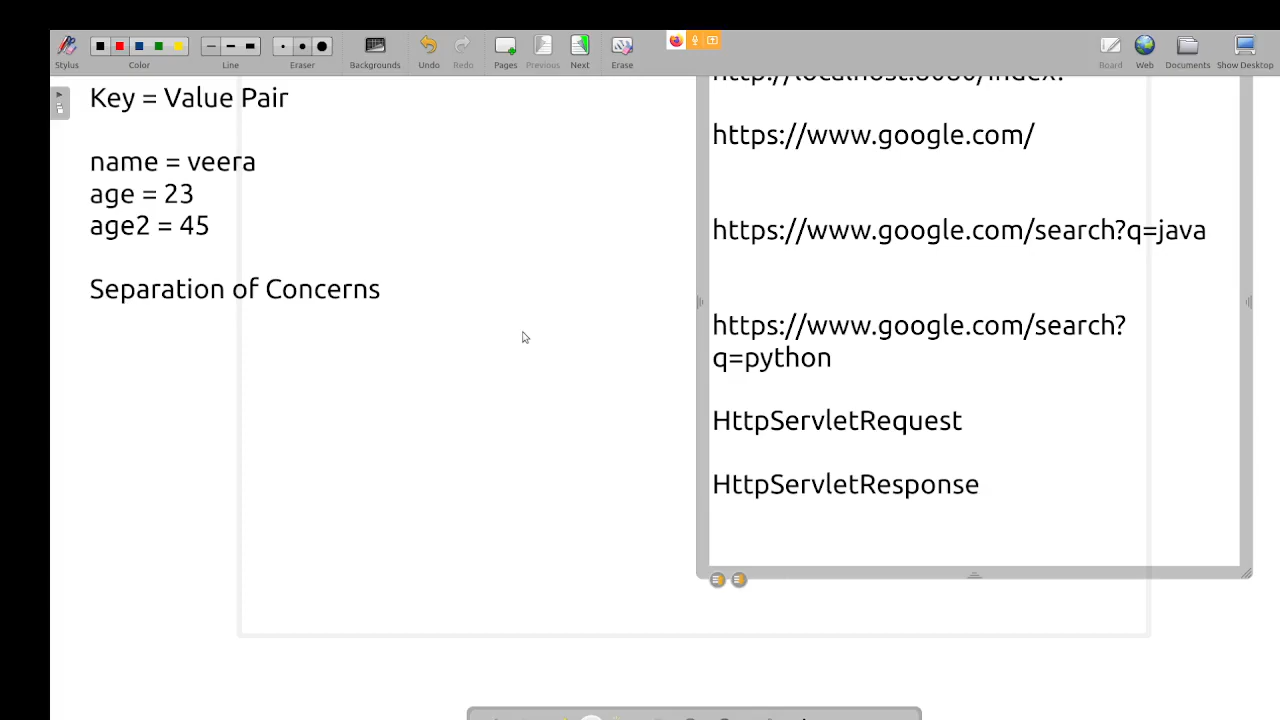 Stylus
Color
Line
Eraser
Backgrounds
Undo
Redo
Pages
Previous
Next
Erase
Board
Web
Documents
Show Desktop
Key = Value Pair
name = veera
age = 23
age2 = 45
Separation of Concerns
https://www.google.com/
https://www.google.com/search?q=java
https://www.google.com/search?
q=python
HttpServletRequest
HttpServletResponse